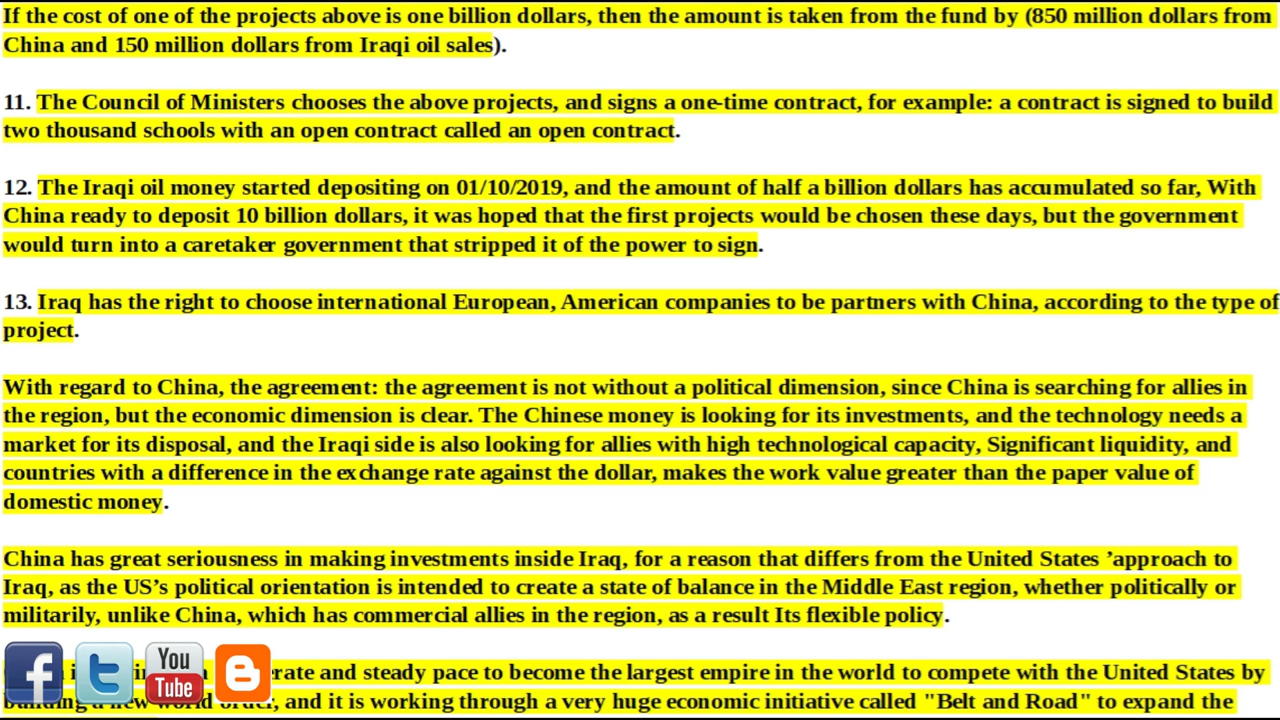 If the cost of one of the projects above is one billion dollars, then the amount is taken from the fund by (850 million dollars from
China and 150 million dollars from Iraqi oil sales).
11. The Council of Ministers chooses the above projects, and signs a one-time contract, for example: a contract is signed to build
two thousand schools with an open contract called an open contract.
12. The Iraqi oil money started depositing on 01/10/2019, and the amount of half a billion dollars has accumulated so far, With
China ready to deposit 10 billion dollars, it was hoped that the first projects would be chosen these days, but the government
would turn into a caretaker government that stripped it of the power to sign.
13. Iraq has the right to choose international European, American companies to be partners with China, according to the type of
project.
With regard to China, the agreement: the agreement is not without a political dimension, since China is searching for allies in
the region, but the economic dimension is clear. The Chinese money is looking for its investments, and the technology needs a
market for its disposal, and the Iraqi side is also looking for allies with high technological capacity, Significant liquidity, and
countries with a difference in the exchange rate against the dollar, makes the work value greater than the paper value of
domestic money.
China has great seriousness in making investments inside Iraq, for a reason that differs from the United States ’approach to
Iraq, as the US’s political orientation is intended to create a state of balance in the Middle East region, whether politically or
militarily, unlike China, which has commercial allies in the region, as a result Its flexible policy.
and steady pace to become the largest empire in the world to compete with the United States by
and it is working through a very huge economic initiative called "Belt and Road" to expand the
You
Tube